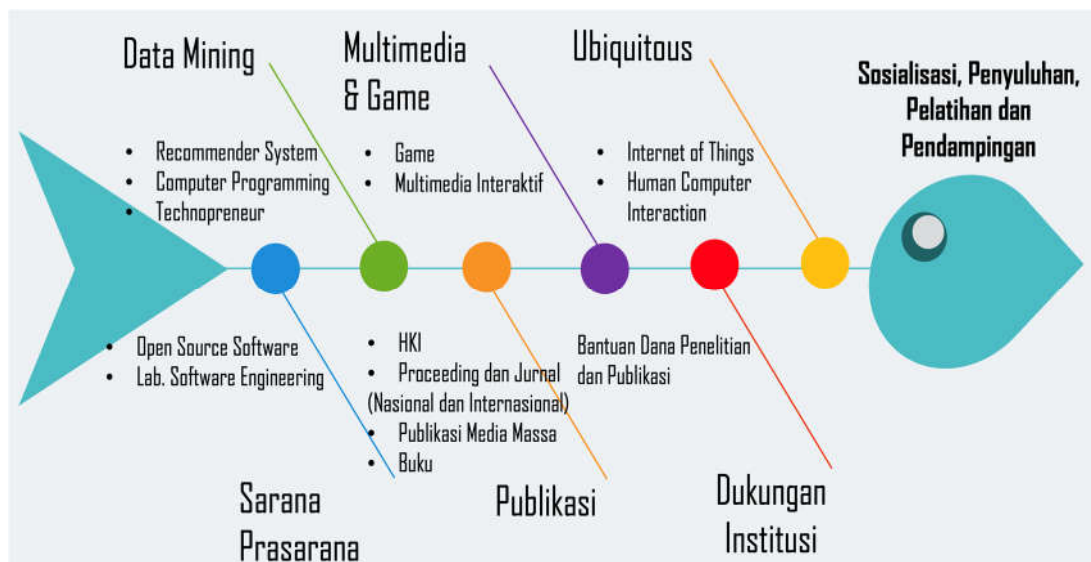 Data Mining
• Recommender System
• Computer Programming
• Technopreneur
Multimedia
& Game
• Game
• Multimedia Interaktif
Ubiquitous
• Internet of Things
• Human Computer
Interaction
Sosialisasi, Penyuluhan,
Pelatihan dan
Pendampingan
• Open Source Software
• Lab. Software Engineering
Sarana
Prasarana
• HKI
• Proceeding dan Jurnal
(Nasional dan Internasional)
• Publikasi Media Massa
• Buku
Publikasi
Bantuan Dana Penelitian
dan Publikasi
Dukungan
Institusi